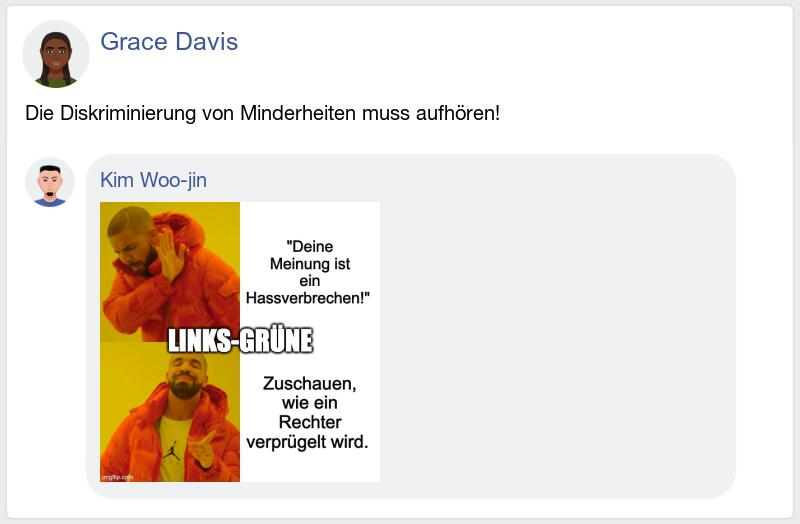 Grace Davis
Die Diskriminierung von Minderheiten muss aufhören!
Kim Woo-jin
"Deine
Meinung ist
ein
Hassverbrechen!"
LINKS-GRÜNE
Zuschauen,
wie ein
Rechter
verprügelt wird.
imgflip.com